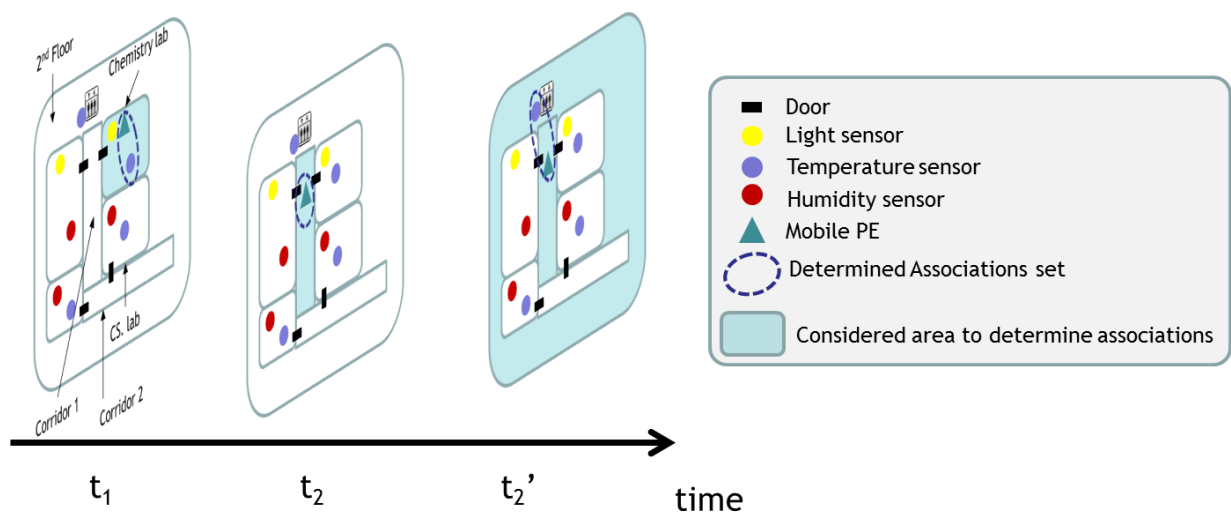 2nd Floor
Chemistry lab
CS. lab
Corridor 1
Corridor 2
t1
t2
t2’
time
Door
Light sensor
Temperature sensor
Humidity sensor
Mobile PE
Determined Associations set
Considered area to determine associations